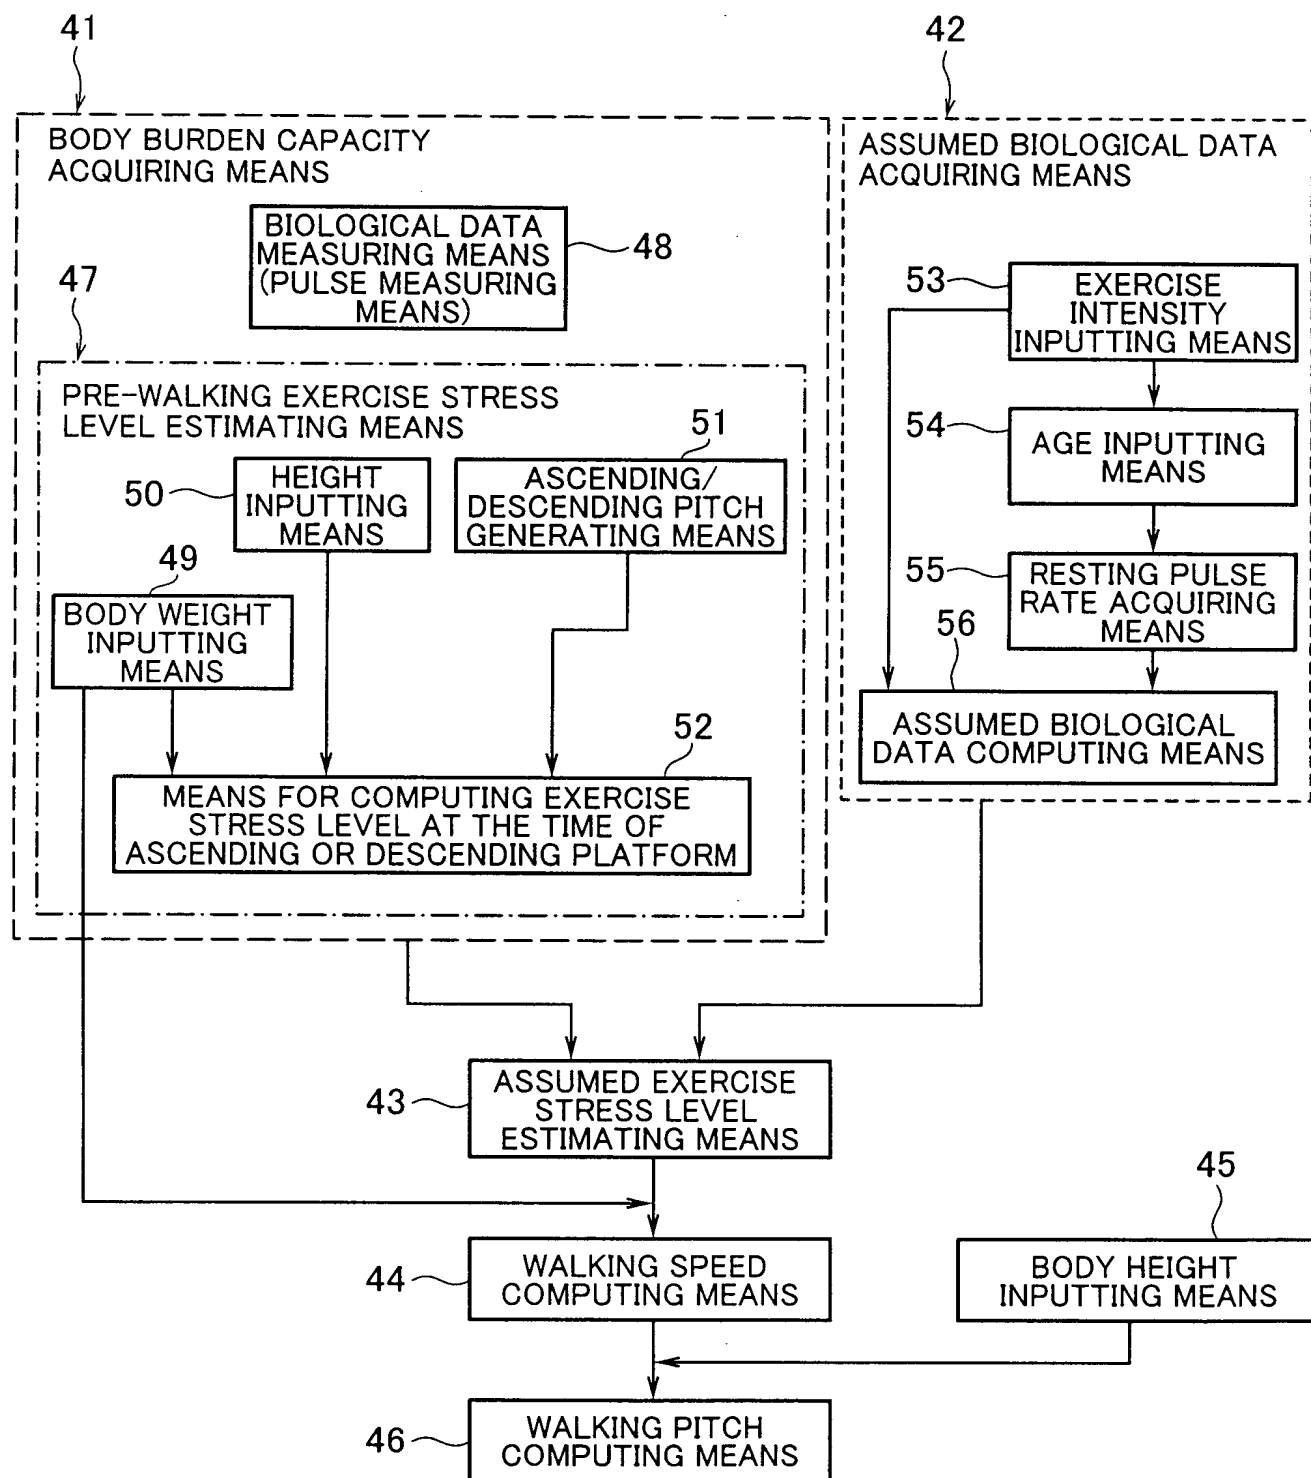 41
42
BODY BURDEN CAPACITY
ACQUIRING MEANS
ASSUMED BIOLOGICAL DATA
ACQUIRING MEANS
BIOLOGICAL DATA
MEASURING MEANS
(PULSE MEASURING
MEANS)
48
47
53
EXERCISE
INTENSITY
INPUTTING MEANS
PRE-WALKING EXERCISE STRESS
LEVEL ESTIMATING MEANS
54
AGE INPUTTING
MEANS
50
HEIGHT
INPUTTING
MEANS
51
ASCENDING/
DESCENDING PITCH
GENERATING MEANS
49
BODY WEIGHT
INPUTTING
MEANS
55
RESTING PULSE
RATE ACQUIRING
MEANS
56
ASSUMED BIOLOGICAL
DATA COMPUTING MEANS
52
MEANS FOR COMPUTING EXERCISE
STRESS LEVEL AT THE TIME OF
ASCENDING OR DESCENDING PLATFORM
43
ASSUMED EXERCISE
STRESS LEVEL
ESTIMATING MEANS
45
44
WALKING SPEED
COMPUTING MEANS
BODY HEIGHT
INPUTTING MEANS
46
WALKING PITCH
COMPUTING MEANS